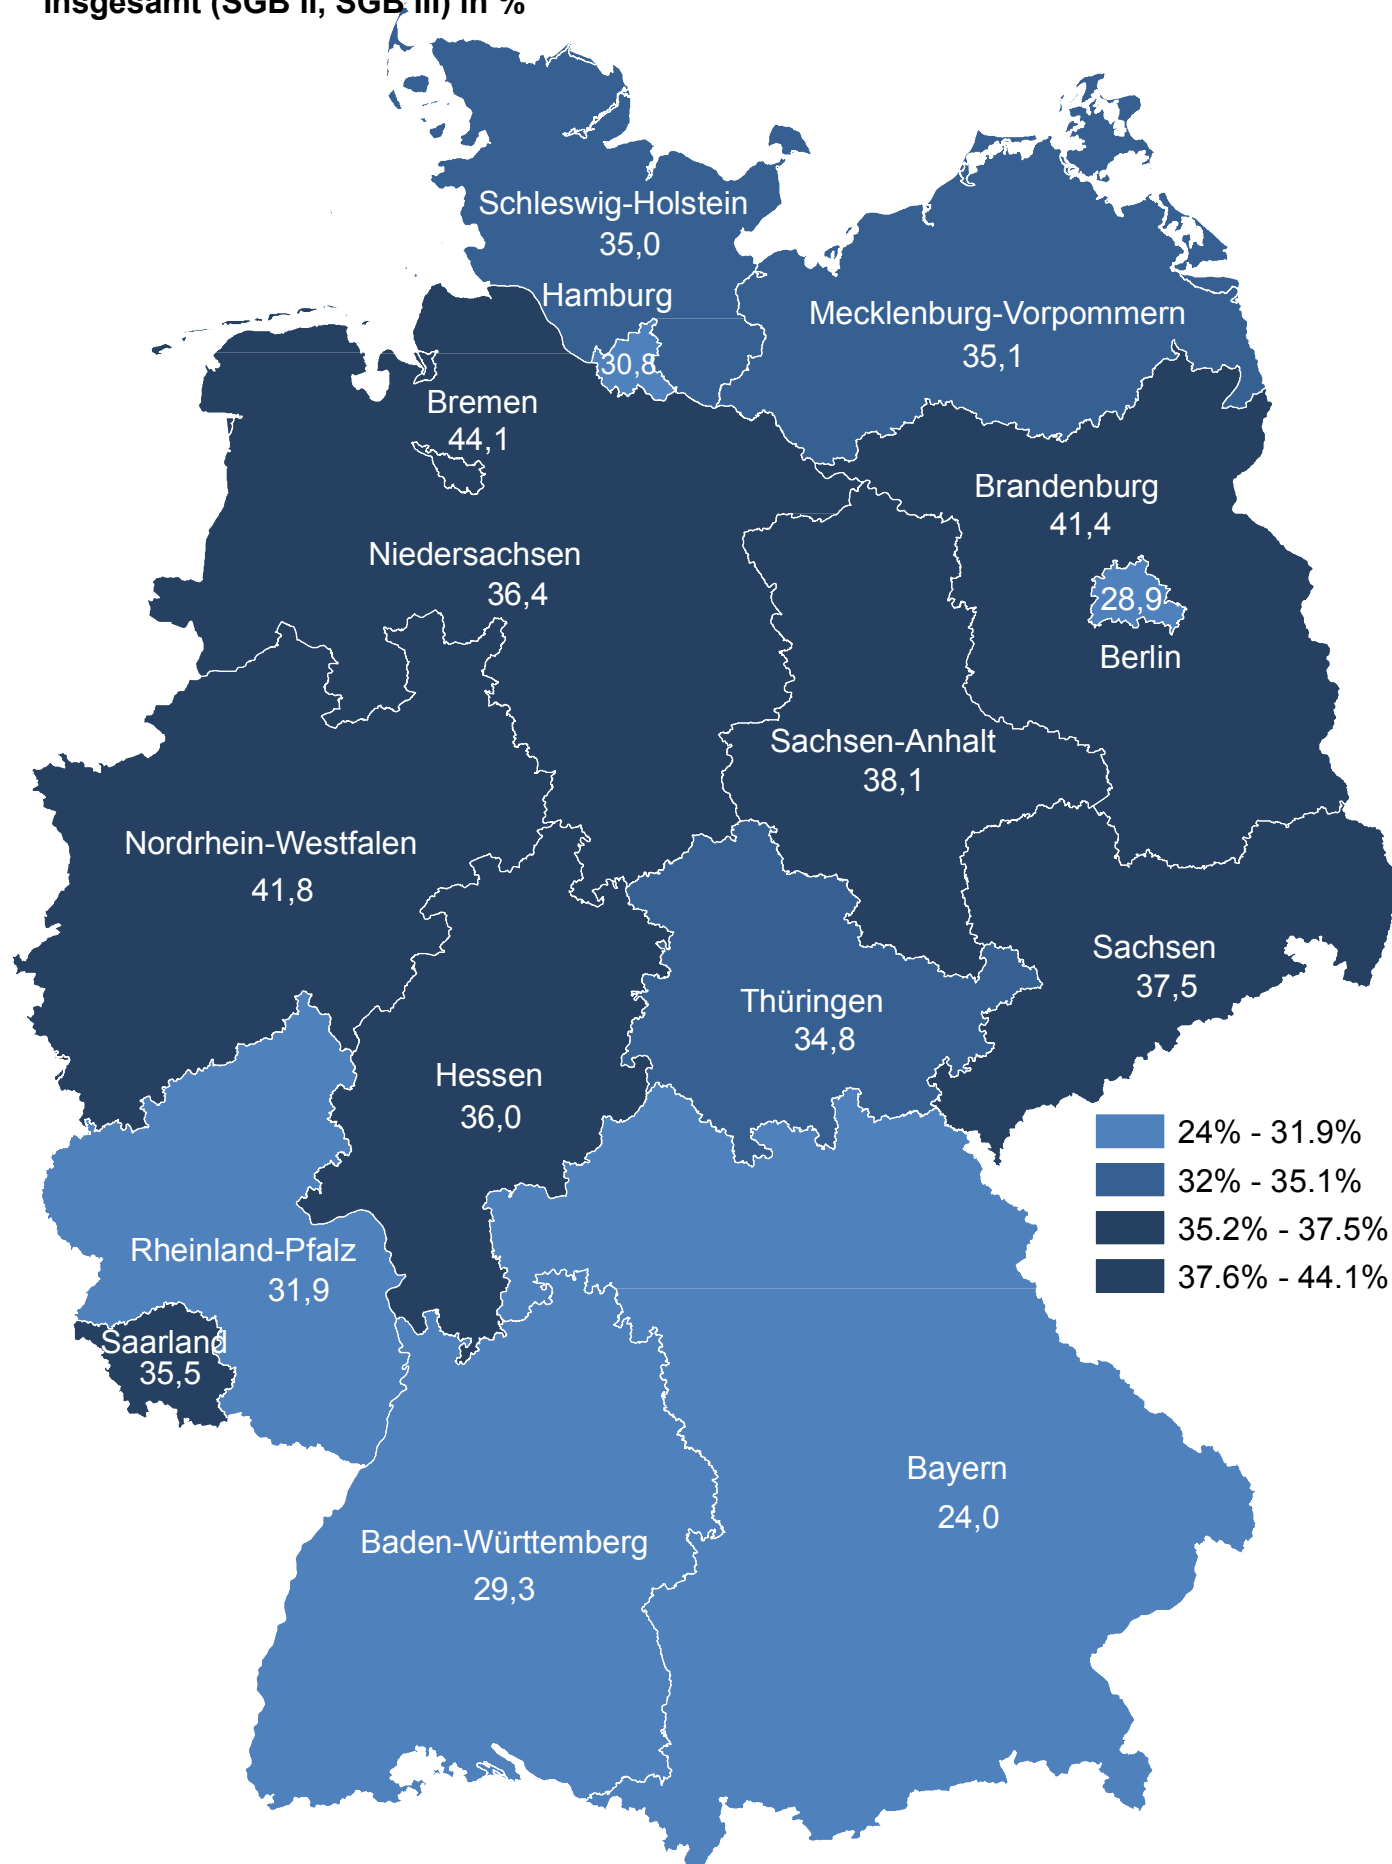 insgesamt (SGB II, SGB III) in %
Schleswig-Holstein
35,0
Hamburg
30,8
Mecklenburg-Vorpommern
35,1
Bremen
44,1
Brandenburg
41,4
Niedersachsen
36,4
28,9
Berlin
Sachsen-Anhalt
38,1
Nordrhein-Westfalen
41,8
Sachsen
37,5
Thüringen
34,8
Hessen
36,0
24% - 31.9%
32% - 35.1%
35.2% - 37.5%
37.6% - 44.1%
Rheinland-Pfalz
31,9
Saarland
35,5
Bayern
24,0
Baden-Württemberg
29,3